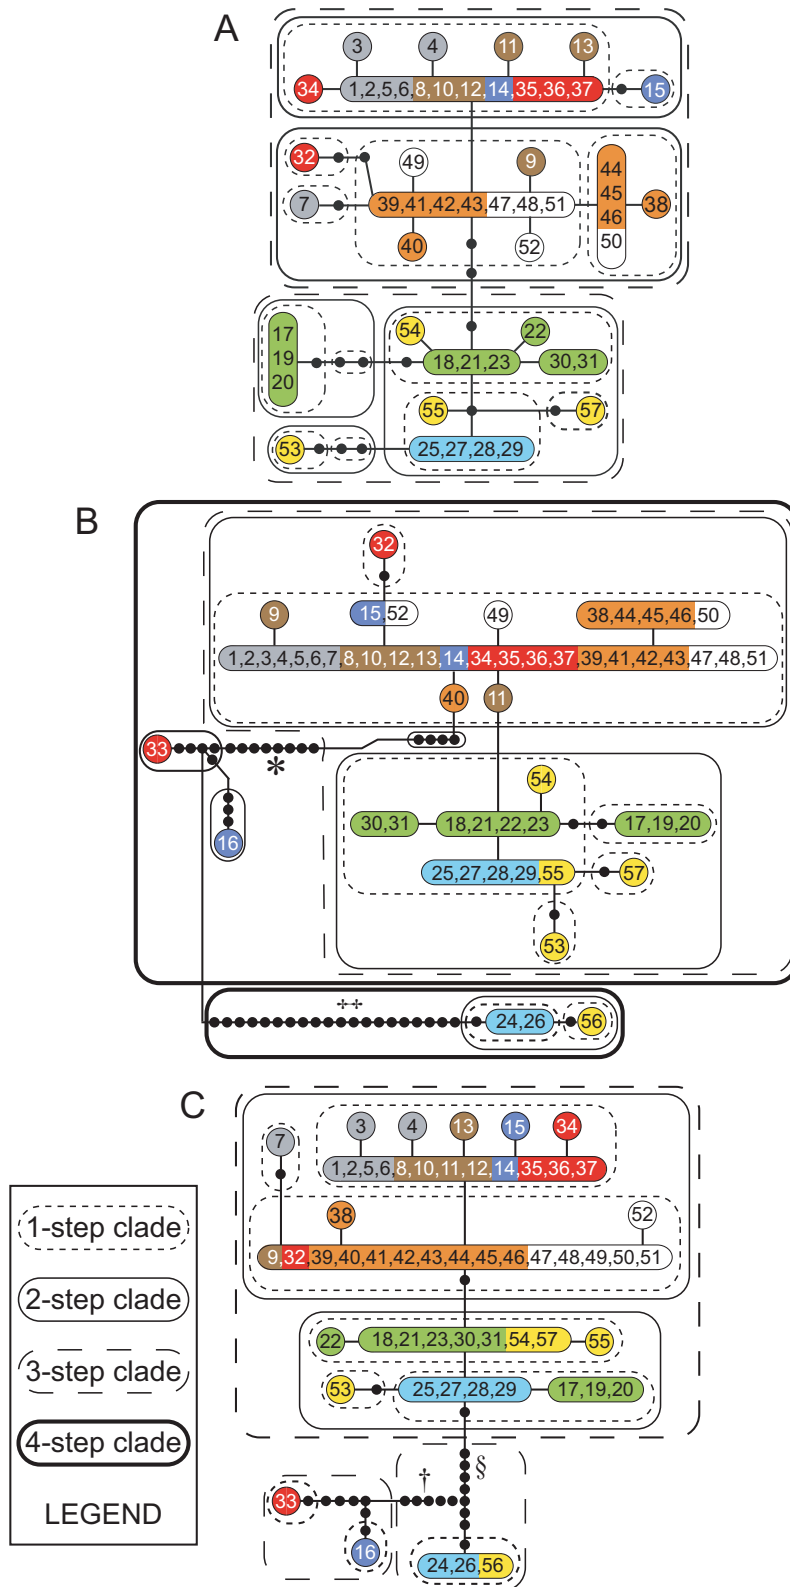 A
3 4 11 13
34 1,2,5,6,8,10,12,14,35,36,37 15
32 49 9 44
45
46
50
7 39,41,42,43,47,48,51 38
40 52
17
19
20
54 22
18,21,23 30,31
55 57
53 25,27,28,29
B
32
9 15,52 49 38,44,45,46,50
1,2,3,4,5,6,7,8,10,12,13,14,34,35,36,37,39,41,42,43,47,48,51
40 11
33 *
54
16 30,31 18,21,22,23 17,19,20
25,27,28,29,55 57
53
‡
24,26 56
C
3 4 13 15 34
7 1,2,5,6,8,10,11,12,14,35,36,37
38 52
9,32,39,40,41,42,43,44,45,46,47,48,49,50,51
22 18,21,23,30,31,54,57 55
53 25,27,28,29 17,19,20
† §
33
16 24,26,56
1-step clade
2-step clade
3-step clade
4-step clade
LEGEND